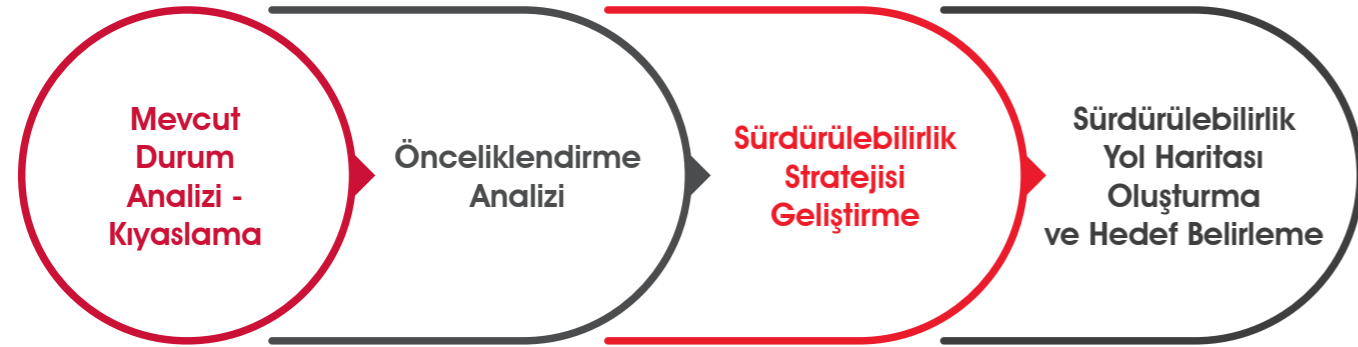 Mevcut
Durum
Analizi -
Kıyaslama
Önceliklendirme
Analizi
Sürdürülebilirlik
Stratejisi
Geliştirme
Sürdürülebilirlik
Yol Haritası
Oluşturma
ve Hedef Belirleme